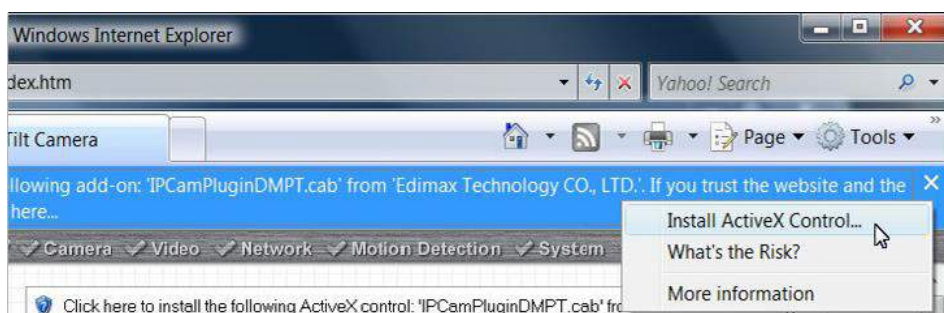 Windows Internet Explorer
dex.htm
Yahoo! Search
Tilt Camera
Page
Tools
llowing add-on: 'IPCamPluginDMPT.cab' from 'Edimax Technology CO., LTD.'. If you trust the website and the
here...
Install ActiveX Control...
Camera Video Network Motion Detection System
What's the Risk?
More information
Click here to install the following ActiveX control: 'IPCamPluginDMPT.cab' fro